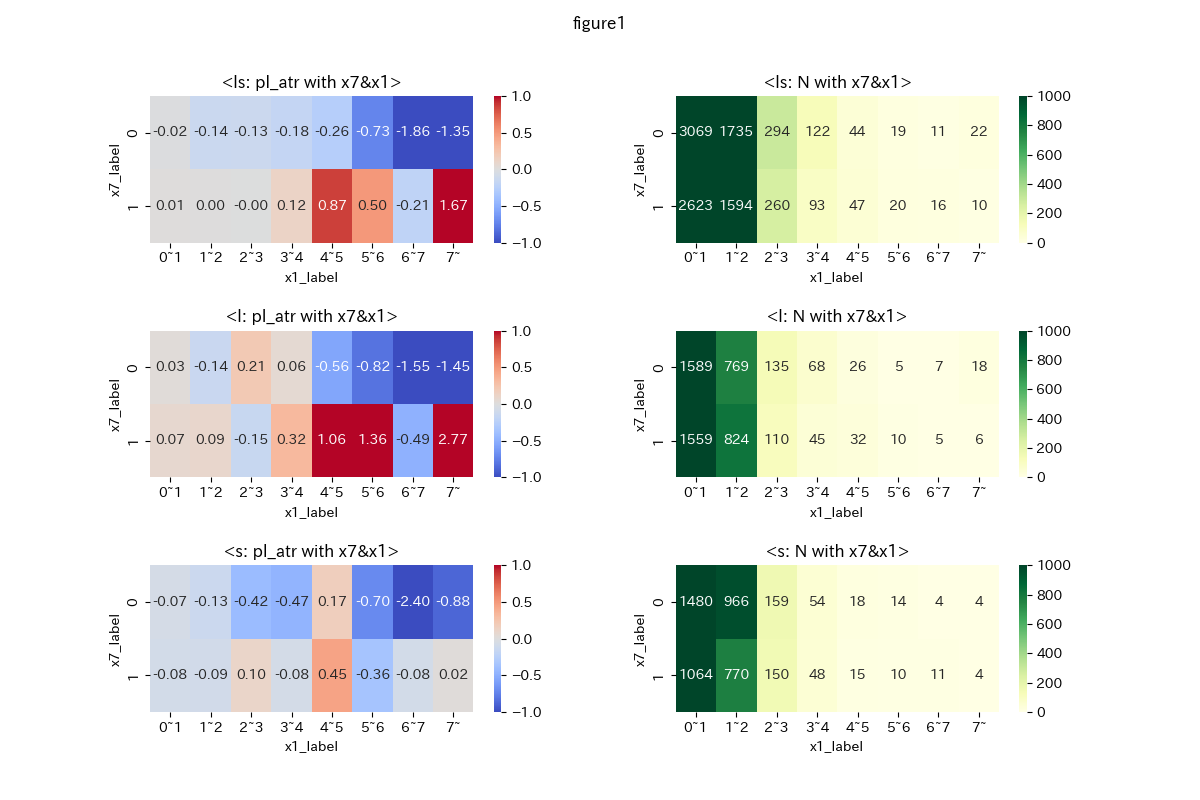 figure1
<ls: pl_atr with x7&x1>
x7_label
0
-0.02 -0.14 -0.13 -0.18 -0.26 -0.73 -1.86 -1.35
1
0.01 0.00 -0.00 0.12 0.87 0.50 -0.21 1.67
0~1 1~2 2~3 3~4 4~5 5~6 6~7 7~
x1_label
1.0
0.5
0.0
−0.5
−1.0
<ls: N with x7&x1>
x7_label
0
3069 1735 294 122 44 19 11 22
1
2623 1594 260 93 47 20 16 10
0~1 1~2 2~3 3~4 4~5 5~6 6~7 7~
x1_label
1000
800
600
400
200
0
<l: pl_atr with x7&x1>
x7_label
0
0.03 -0.14 0.21 0.06 -0.56 -0.82 -1.55 -1.45
1
0.07 0.09 -0.15 0.32 1.06 1.36 -0.49 2.77
0~1 1~2 2~3 3~4 4~5 5~6 6~7 7~
x1_label
1.0
0.5
0.0
−0.5
−1.0
<l: N with x7&x1>
x7_label
0
1589 769 135 68 26 5 7 18
1
1559 824 110 45 32 10 5 6
0~1 1~2 2~3 3~4 4~5 5~6 6~7 7~
x1_label
1000
800
600
400
200
0
<s: pl_atr with x7&x1>
x7_label
0
-0.07 -0.13 -0.42 -0.47 0.17 -0.70 -2.40 -0.88
1
-0.08 -0.09 0.10 -0.08 0.45 -0.36 -0.08 0.02
0~1 1~2 2~3 3~4 4~5 5~6 6~7 7~
x1_label
1.0
0.5
0.0
−0.5
−1.0
<s: N with x7&x1>
x7_label
0
1480 966 159 54 18 14 4 4
1
1064 770 150 48 15 10 11 4
0~1 1~2 2~3 3~4 4~5 5~6 6~7 7~
x1_label
1000
800
600
400
200
0